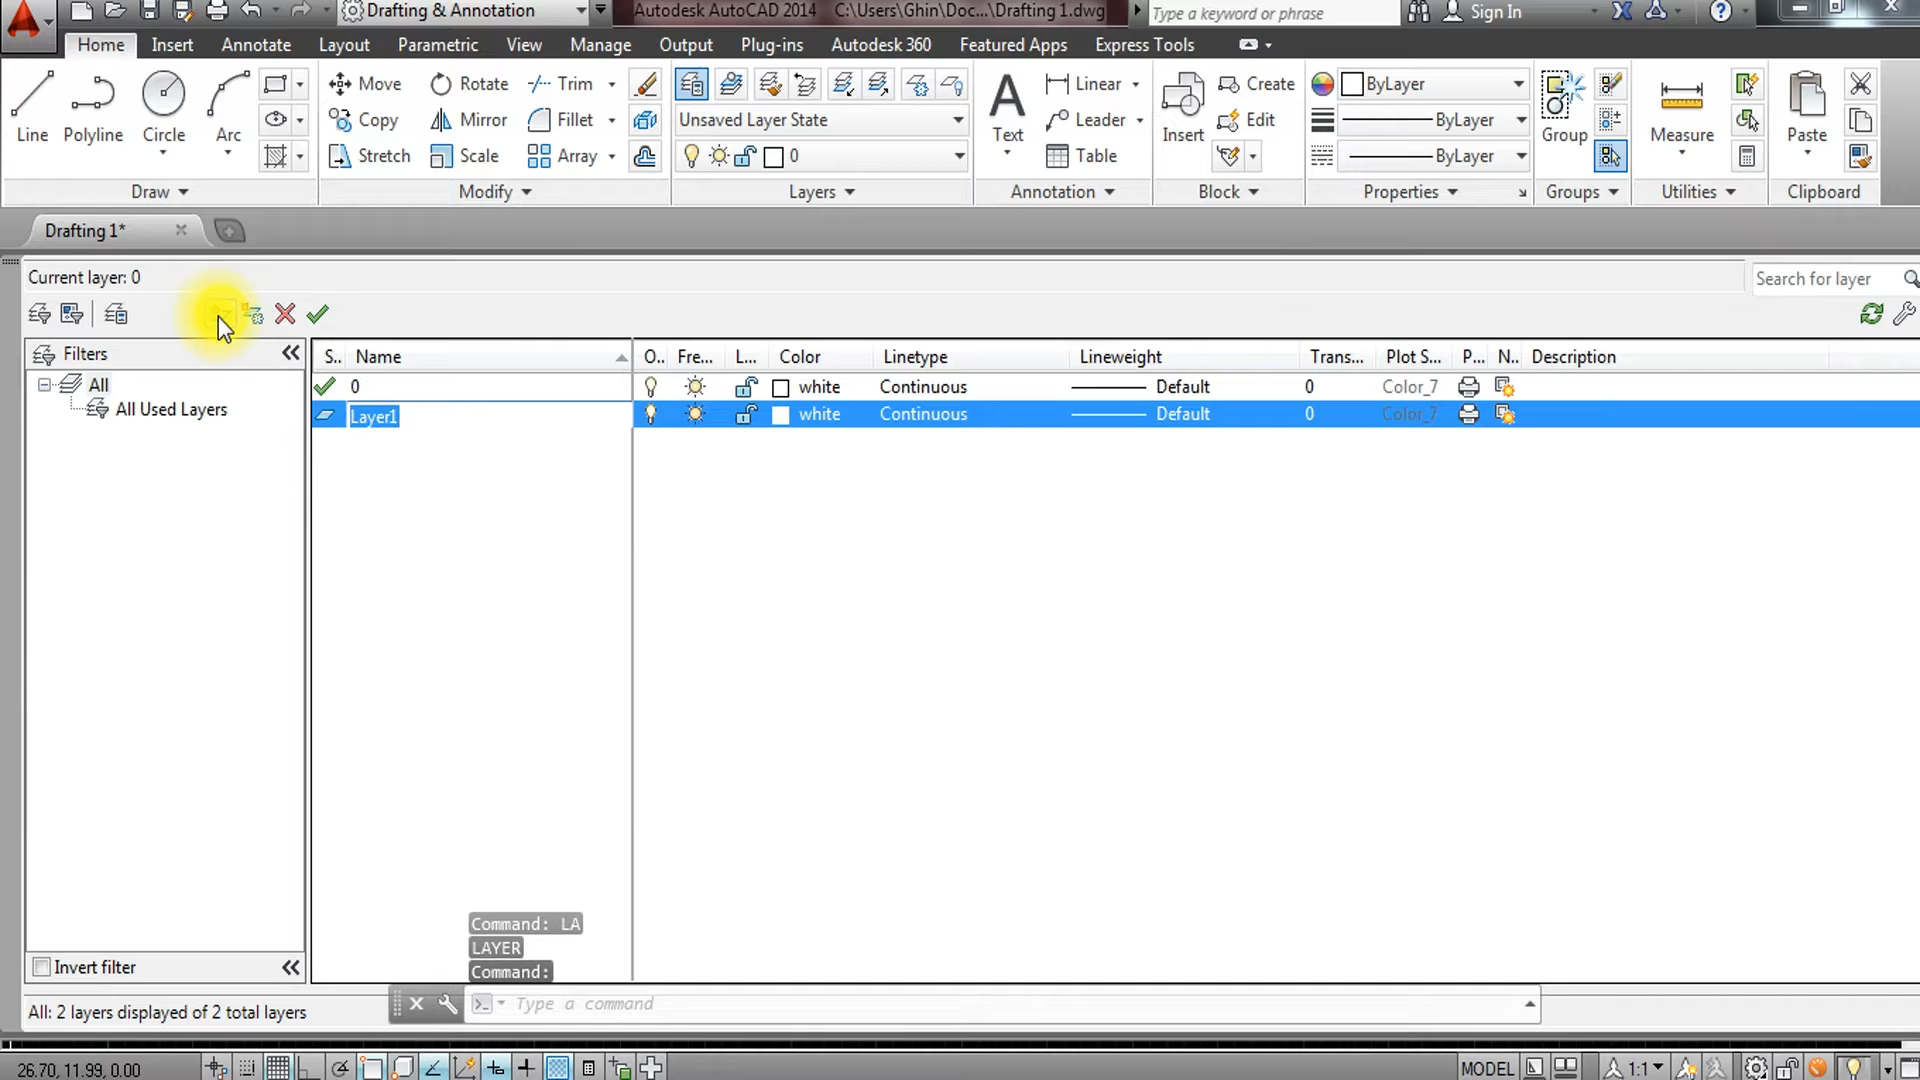 Drafting & Annotation
Autodesk AutoCAD 2014 C:\Users\Ghin\Doc...\Drafting 1.dwg
Type a keyword or phrase
Sign In
Home Insert Annotate Layout Parametric View Manage Output Plug-ins Autodesk 360 Featured Apps Express Tools
Move Rotate Trim
Linear
Create
ByLayer
Copy Mirror Fillet
Unsaved Layer State
Leader
Edit
ByLayer
Line Polyline Circle Arc
Text
Insert
Group
Measure
Paste
Stretch Scale Array
0
Table
ByLayer
Draw Modify Layers Annotation Block Properties Groups Utilities Clipboard
Drafting 1*
Current layer: 0
Search for layer
Filters
S.. Name O.. Fre... L... Color Linetype Lineweight Trans... Plot S... P... N.. Description
All
0 white Continuous Default 0 Color_7
All Used Layers
Layer1 white Continuous Default 0 Color_7
Command: LA
LAYER
Command:
Invert filter
Type a command
All: 2 layers displayed of 2 total layers
26.70, 11.99, 0.00
MODEL
1:1